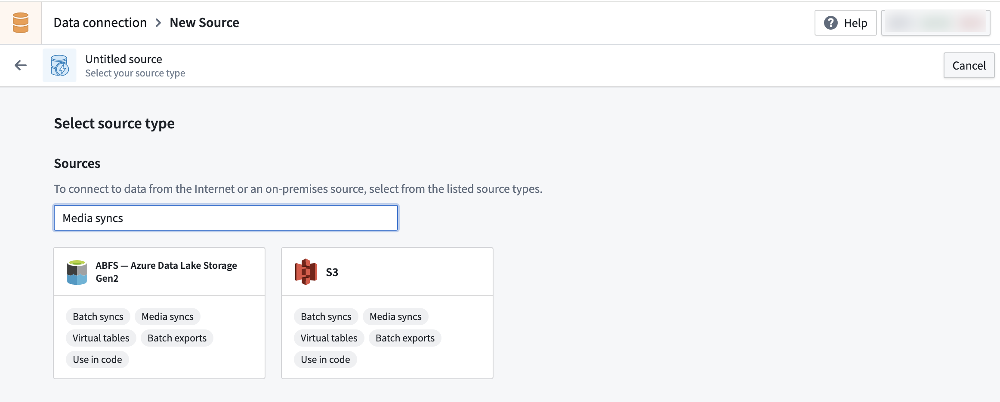 Data connection > New Source
Help
Untitled source
Select your source type
Cancel
Select source type
Sources
To connect to data from the Internet or an on-premises source, select from the listed source types.
Media syncs
ABFS — Azure Data Lake Storage
Gen2
Batch syncs Media syncs
Virtual tables Batch exports
Use in code
S3
Batch syncs Media syncs
Virtual tables Batch exports
Use in code